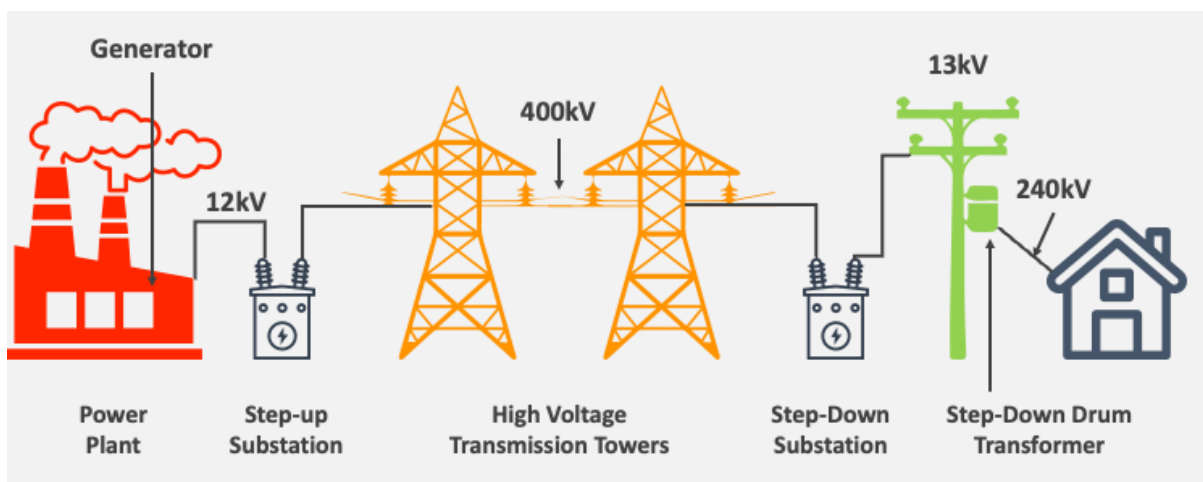 Generator
12kV
400kV
13kV
240kV
Power
Plant
Step-up
Substation
High Voltage
Transmission Towers
Step-Down
Substation
Step-Down Drum
Transformer